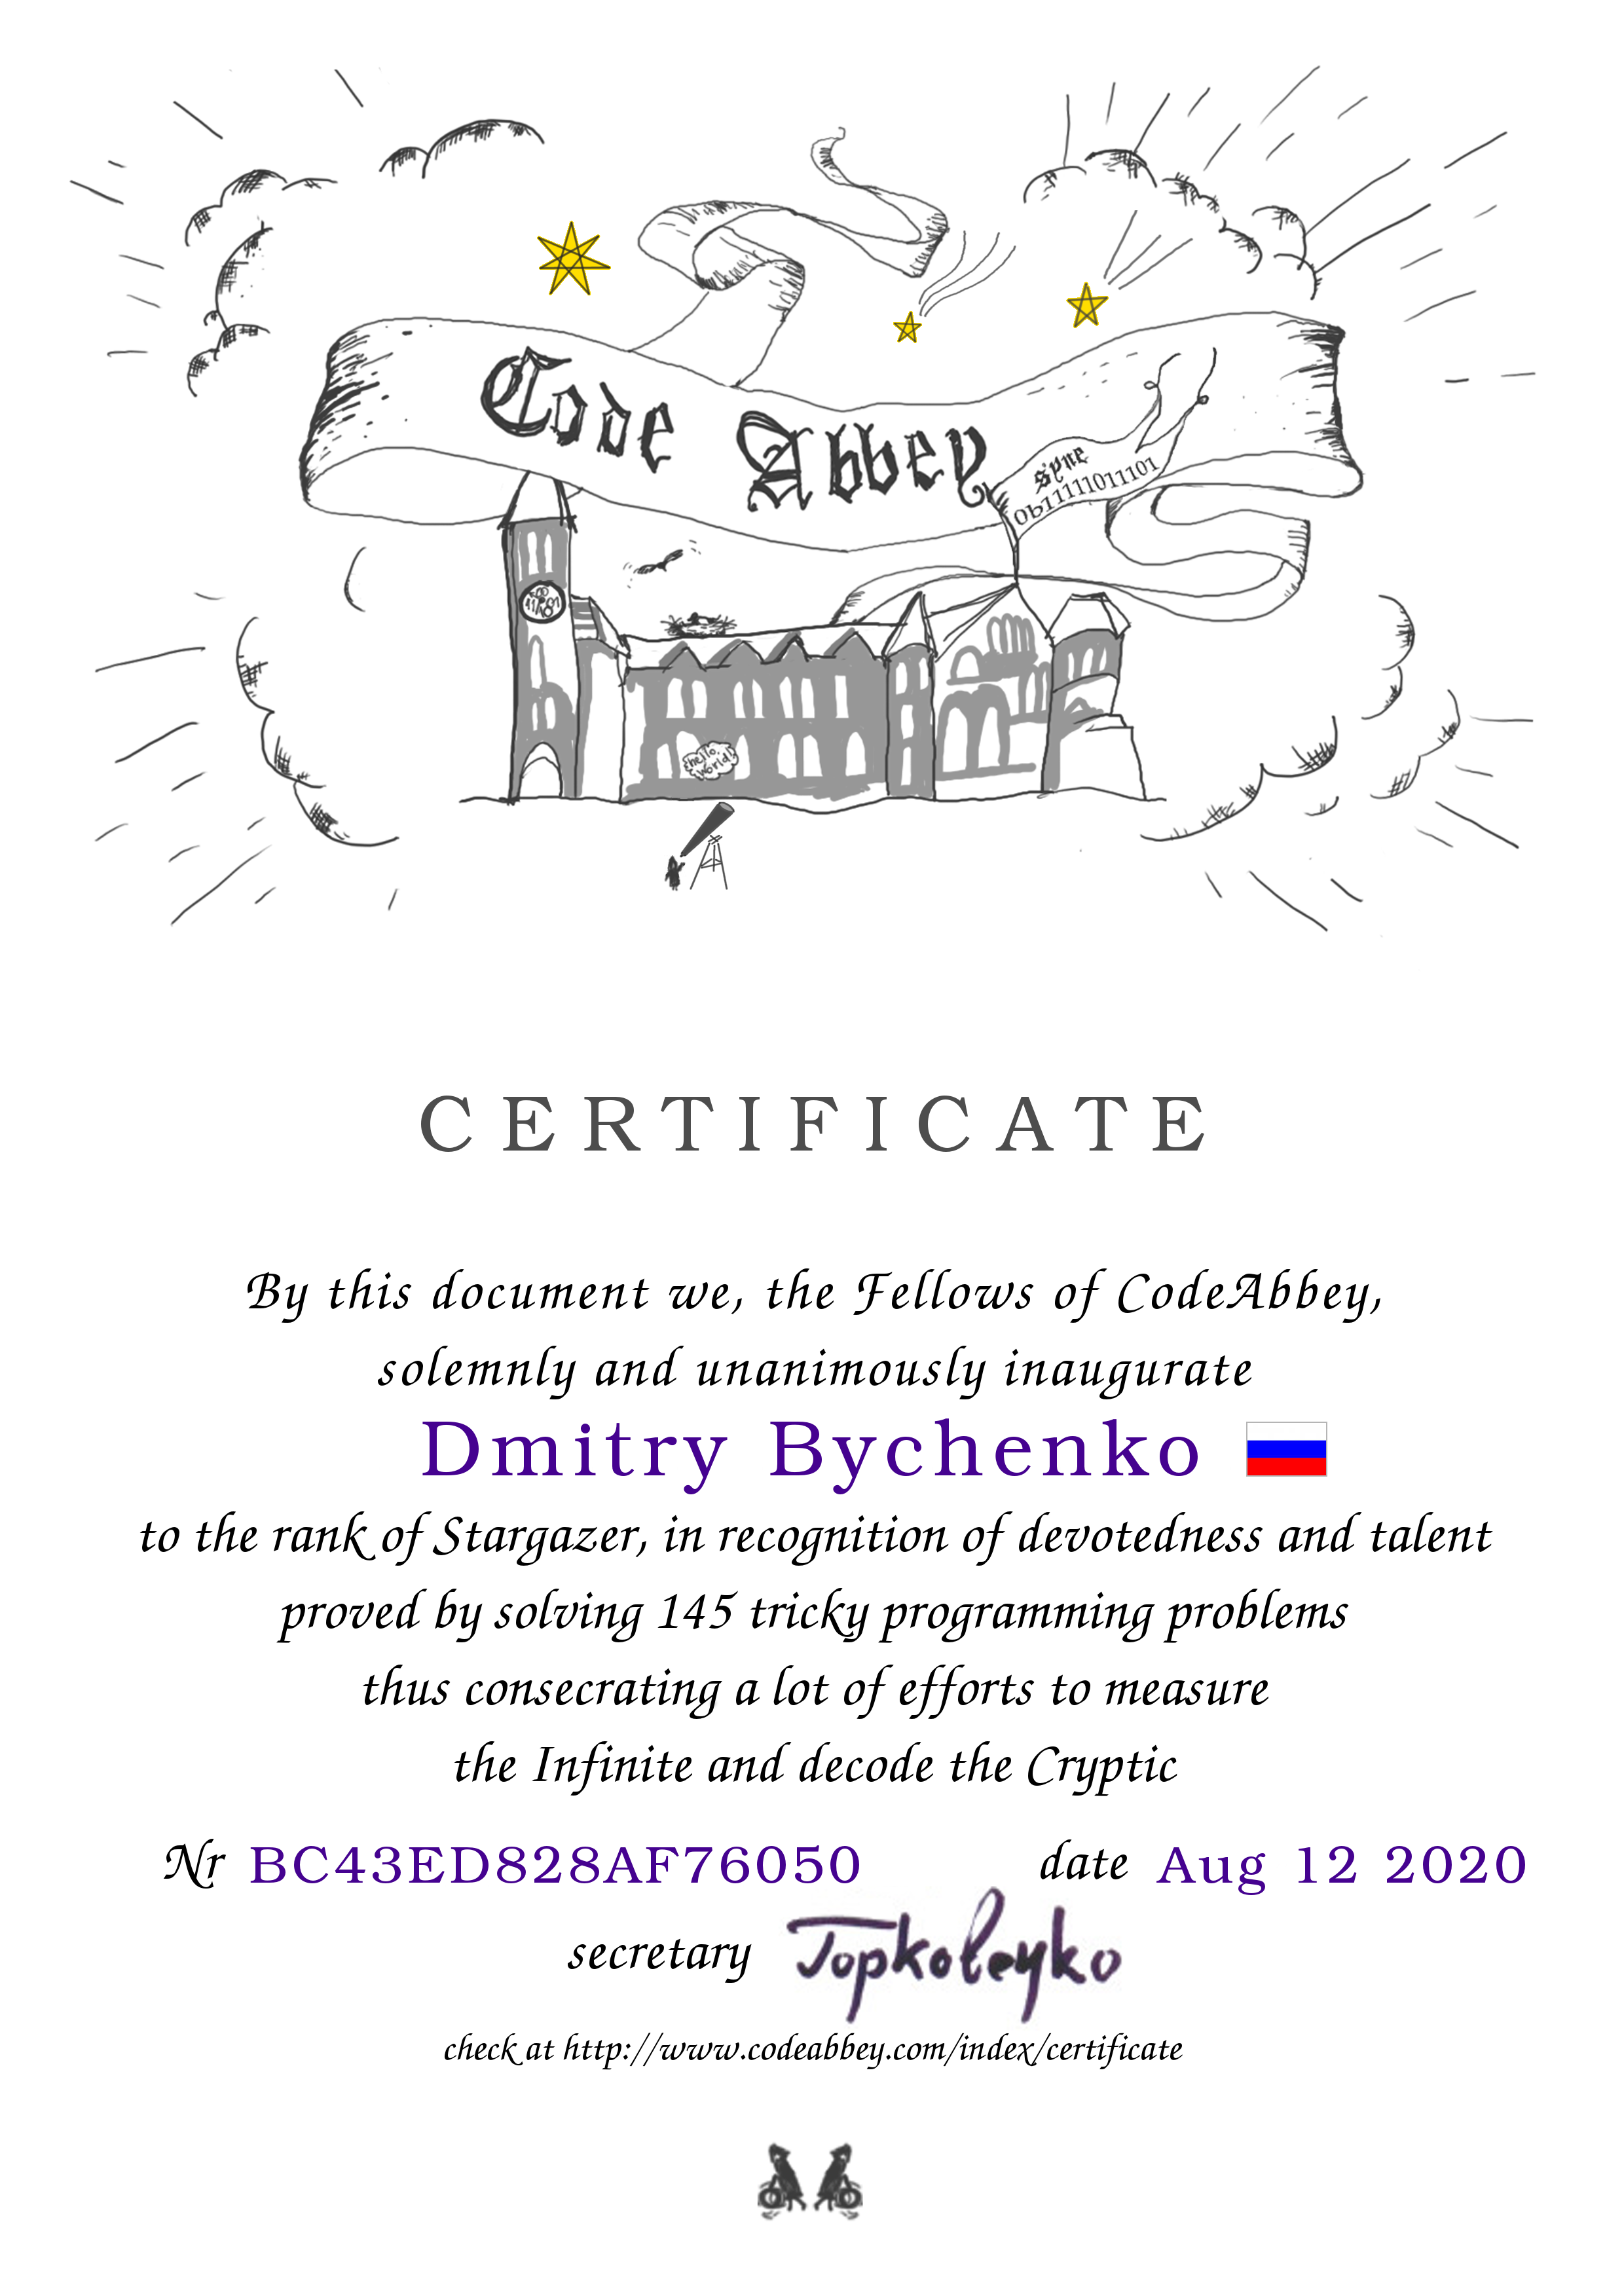 Code Abbey
syne
0b11111011101
hello,
world!
CERTIFICATE
By this document we, the Fellows of CodeAbbey,
solemnly and unanimously inaugurate
Dmitry Bychenko
to the rank of Stargazer, in recognition of devotedness and talent
proved by solving 145 tricky programming problems
thus consecrating a lot of efforts to measure
the Infinite and decode the Cryptic
Nr BC43ED828AF76050 date Aug 12 2020
secretary
check at http://www.codeabbey.com/index/certificate